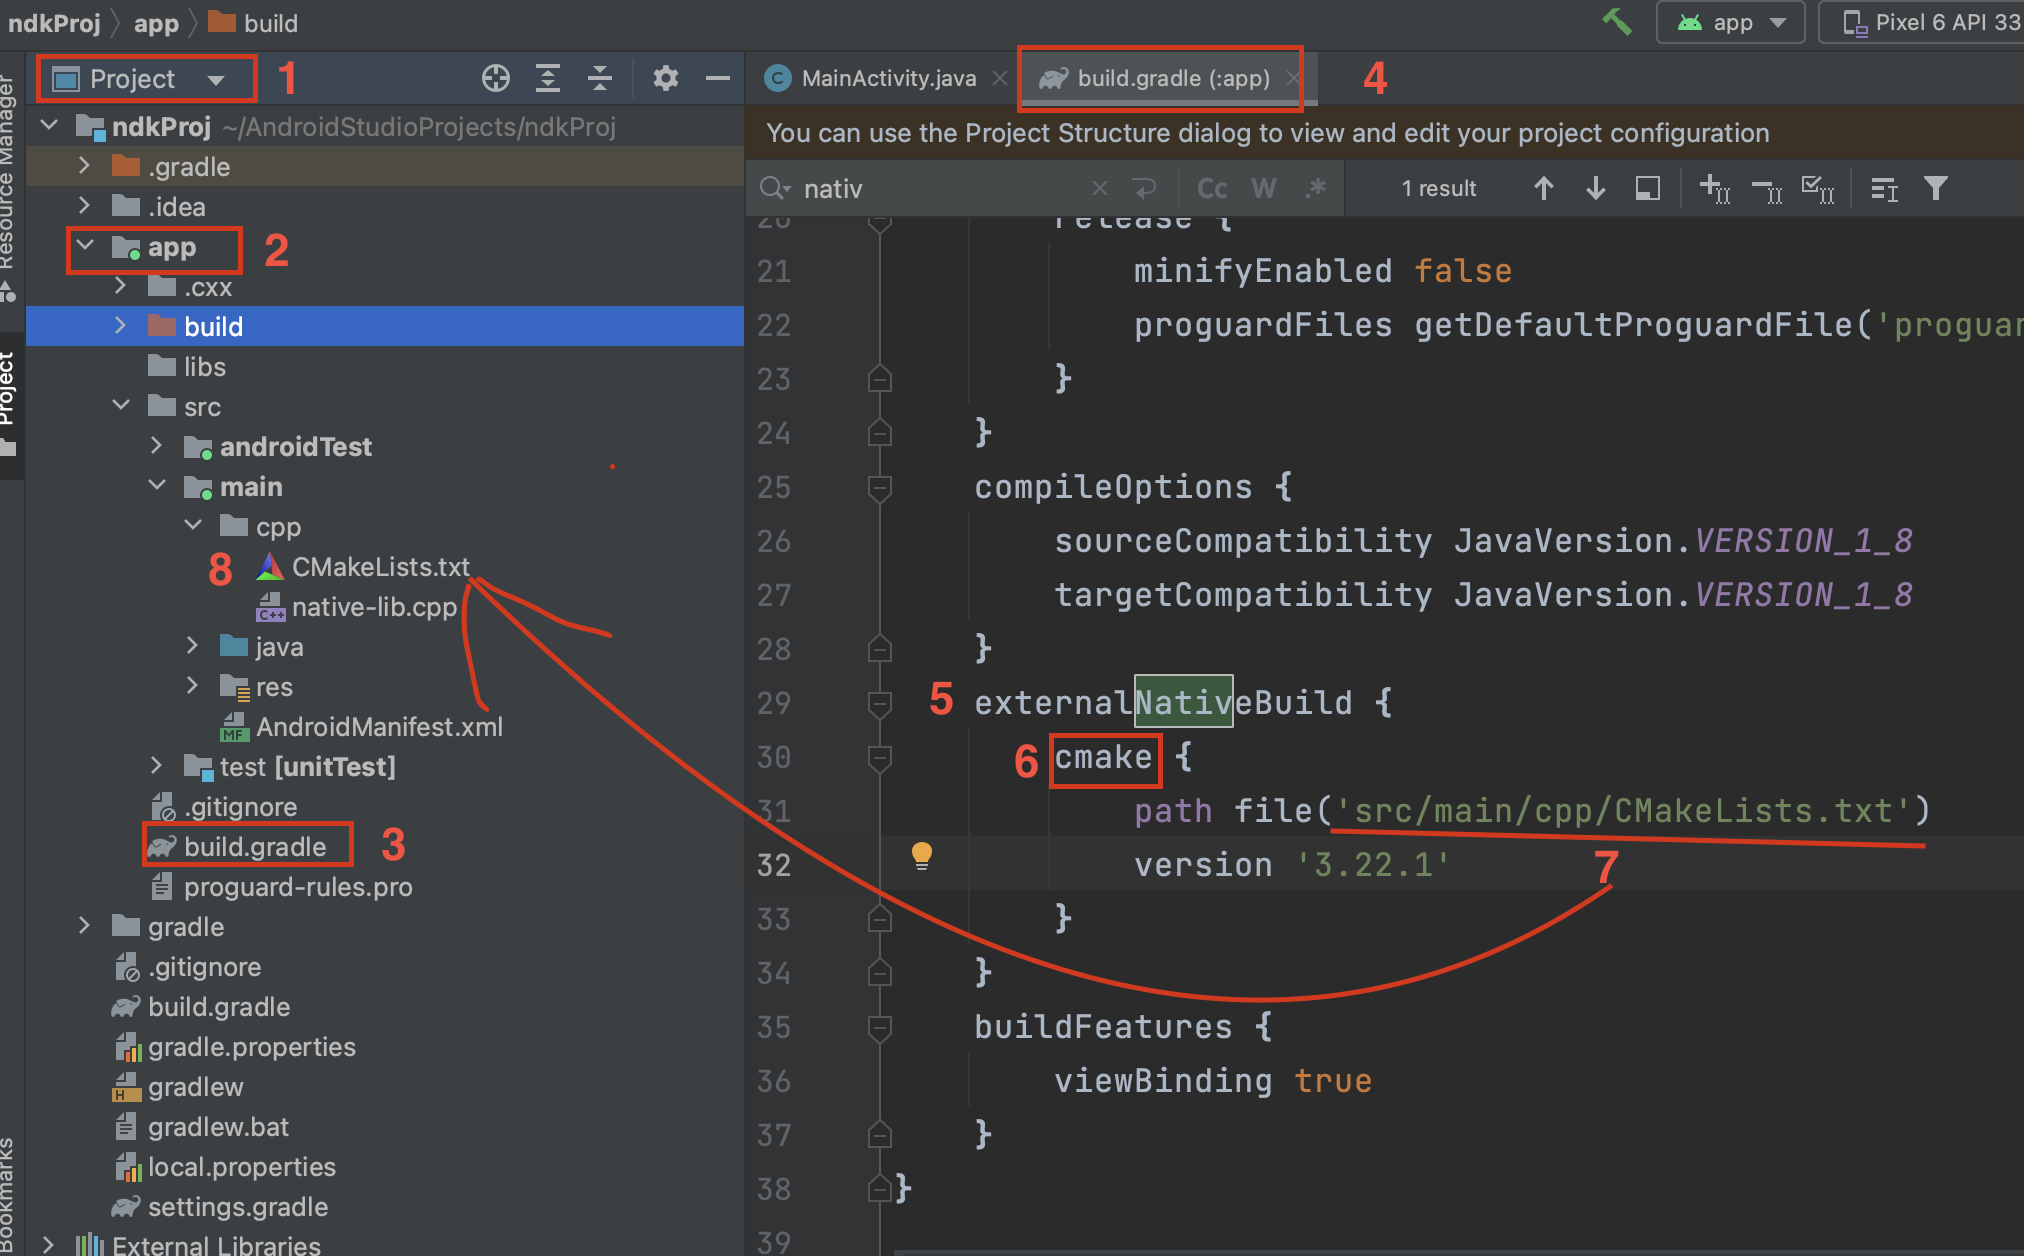 ndkProj app build
app
Pixel 6 API 33
Resource Manager
Project
Bookmarks
Project 1
ndkProj ~/AndroidStudioProjects/ndkProj
.gradle
.idea
app 2
.cxx
build
libs
src
androidTest
main
cpp
8 CMakeLists.txt
C++ native-lib.cpp
java
res
MF AndroidManifest.xml
test [unitTest]
.gitignore
build.gradle 3
proguard-rules.pro
gradle
.gitignore
build.gradle
gradle.properties
H gradlew
gradlew.bat
local.properties
settings.gradle
External Libraries
C MainActivity.java build.gradle (:app) 4
You can use the Project Structure dialog to view and edit your project configuration
nativ Cc W .* 1 result
20 release {
21 minifyEnabled false
22 proguardFiles getDefaultProguardFile('proguar
23 }
24 }
25 compileOptions {
26 sourceCompatibility JavaVersion.VERSION_1_8
27 targetCompatibility JavaVersion.VERSION_1_8
28 }
29 5 externalNativeBuild {
30 6 cmake {
31 path file('src/main/cpp/CMakeLists.txt')
32 version '3.22.1' 7
33 }
34 }
35 buildFeatures {
36 viewBinding true
37 }
38 }
39